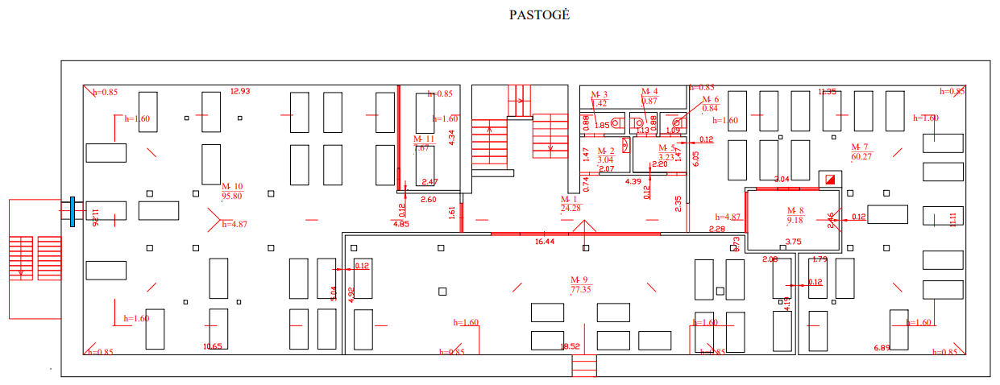 PASTOGĖ
h=0.85
12.93
h=0.85
M- 3
1.42
M- 4
0.87
h=0.85
M- 6
0.84
11.35
h=0.85
h=1.60
h=1.60
0.88
1.85
1.13
0.88
1.09
h=1.60
h=1.60
4.34
M- 11
7.67
M- 2
3.04
1.47
2.07
M- 5
3.23
1.47
2.20
0.12
6.05
M- 7
60.27
2.47
2.60
0.74
4.39
0.12
3.04
M- 10
95.80
M- 1
24.28
2.35
11.26
h=4.87
4.85
0.12
1.61
h=4.87
M- 8
9.18
2.46
0.12
11.11
16.44
2.28
3.75
0.73
2.08
1.79
0.12
5.04
4.92
M- 9
77.35
0.12
4.19
h=1.60
h=1.60
h=1.60
h=1.60
h=0.85
10.65
h=0.85
18.52
h=0.85
6.89
h=0.85